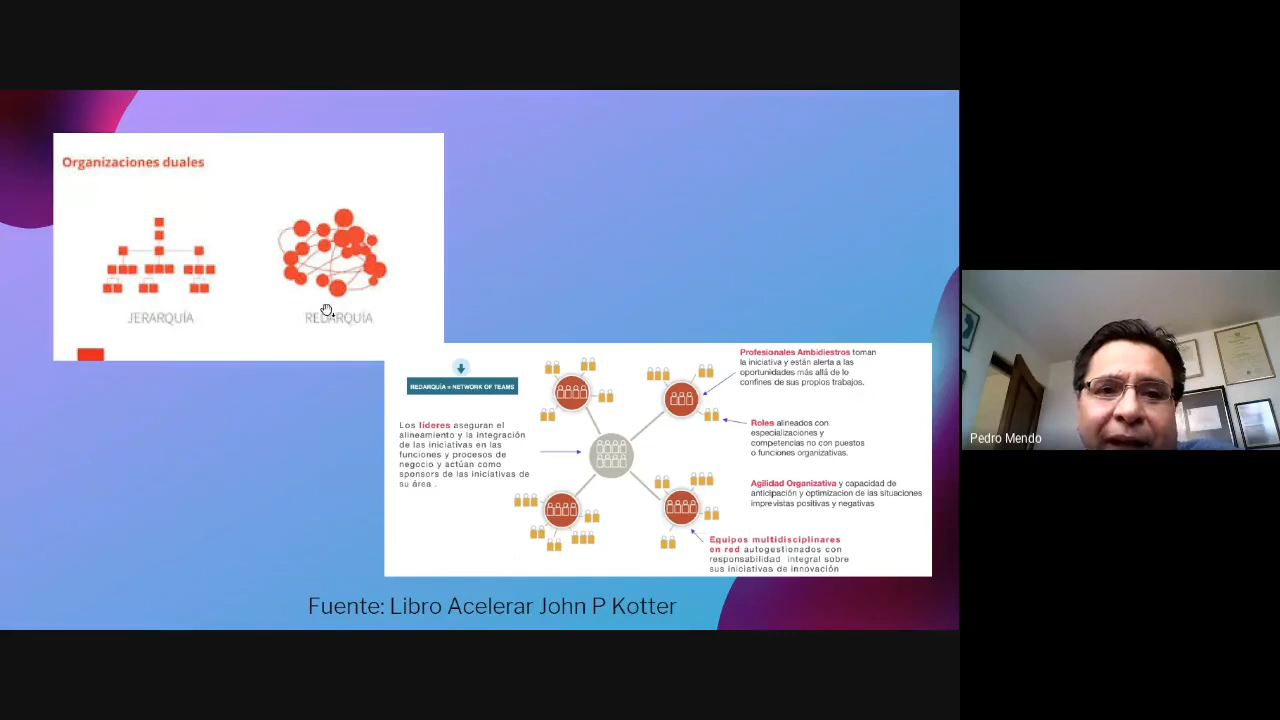 Organizaciones duales
JERARQUÍA
REDARQUÍA
REDARQUÍA = NETWORK OF TEAMS
Los líderes aseguran el
alineamiento y la integración
de las iniciativas en las
funciones y procesos de
negocio y actúan como
sponsors de las iniciativas de
su área .
Profesionales Ambidiestros toman
la iniciativa y están alerta a las
oportunidades más allá de lo
confines de sus propios trabajos.
Roles alineados con
especializaciones y
competencias no con puestos
o funciones organizativas.
Agilidad Organizativa y capacidad de
anticipación y optimizacion de las situaciones
imprevistas positivas y negativas
Equipos multidisciplinares
en red autogestionados con
responsabilidad integral sobre
sus iniciativas de innovación
Fuente: Libro Acelerar John P Kotter
Pedro Mendo